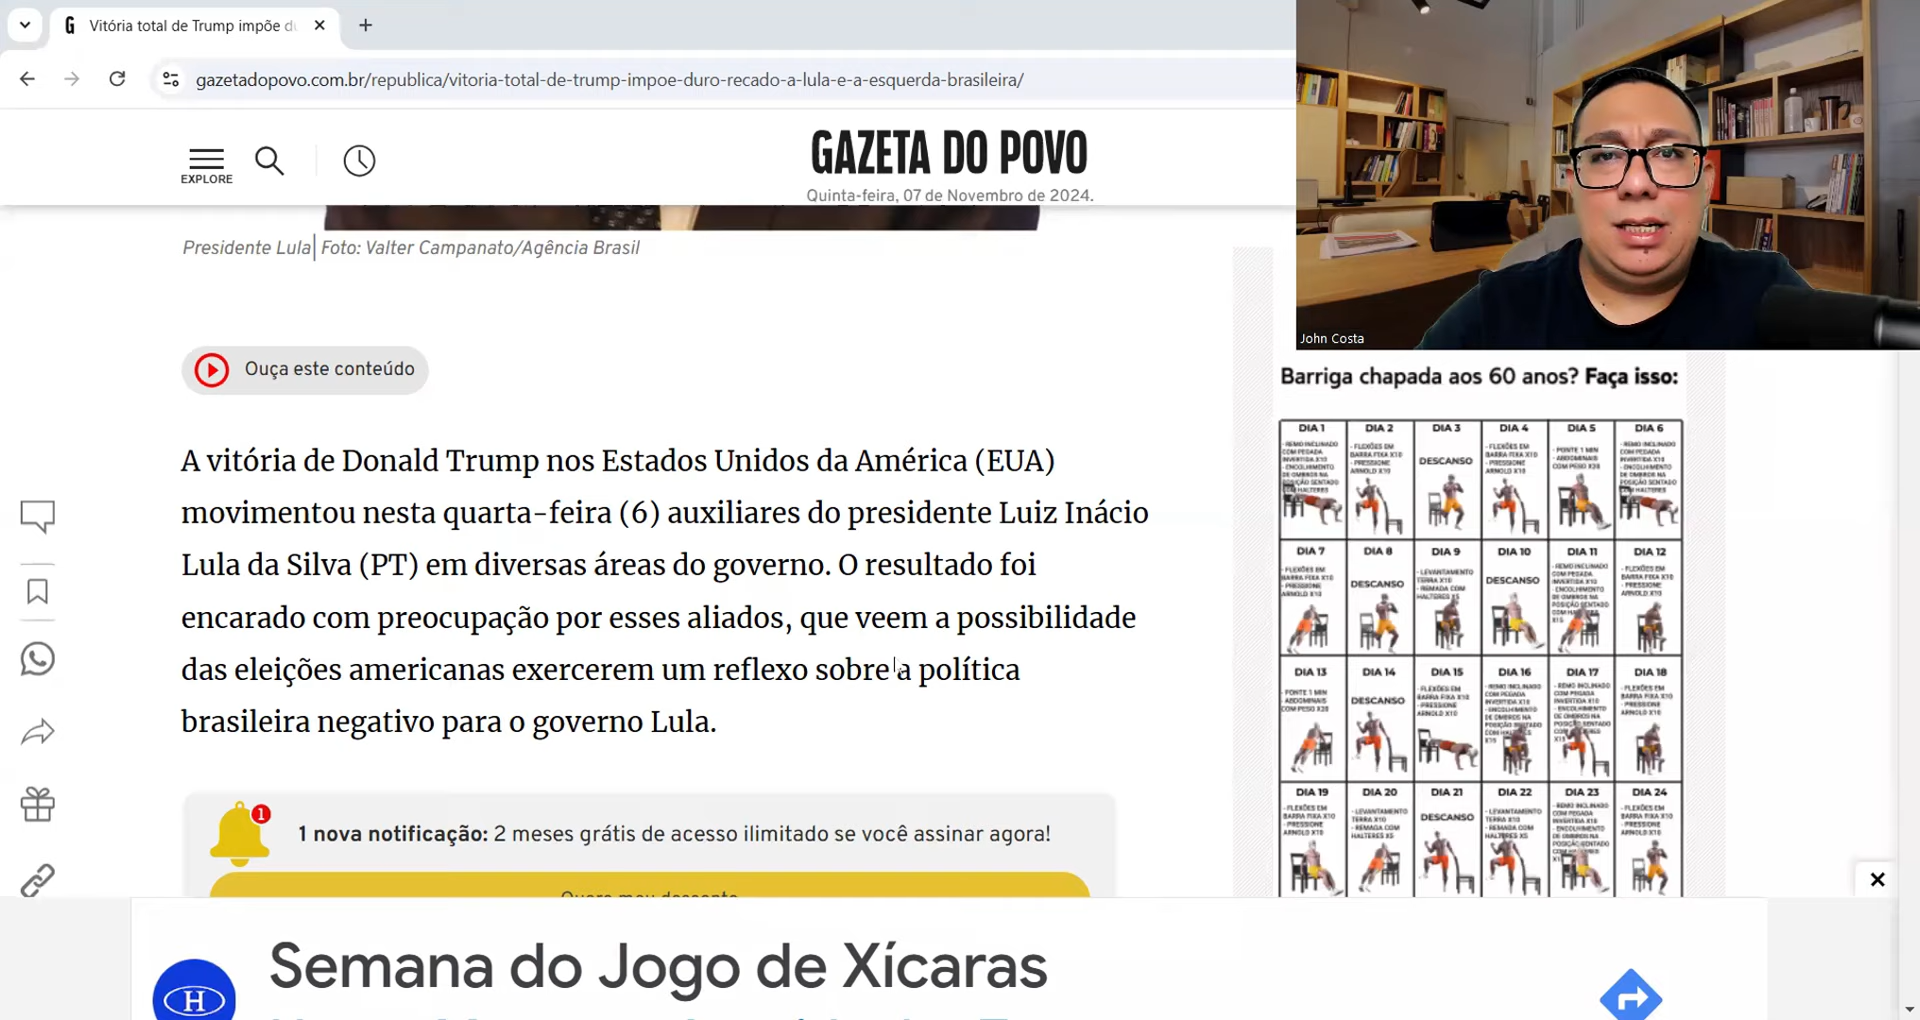 Vitória total de Trump impõe du
gazetadopovo.com.br/republica/vitoria-total-de-trump-impoe-duro-recado-a-lula-e-a-esquerda-brasileira/
EXPLORE
GAZETA DO POVO
Quinta-feira, 07 de Novembro de 2024.
John Costa
Presidente Lula| Foto: Valter Campanato/Agência Brasil
Ouça este conteúdo
A vitória de Donald Trump nos Estados Unidos da América (EUA)
movimentou nesta quarta-feira (6) auxiliares do presidente Luiz Inácio
Lula da Silva (PT) em diversas áreas do governo. O resultado foi
encarado com preocupação por esses aliados, que veem a possibilidade
das eleições americanas exercerem um reflexo sobre a política
brasileira negativo para o governo Lula.
1
1 nova notificação: 2 meses grátis de acesso ilimitado se você assinar agora!
Quero meu desconto
Barriga chapada aos 60 anos? Faça isso:
DIA 1 DIA 2 DIA 3 DIA 4 DIA 5 DIA 6
DESCANSO
DIA 7 DIA 8 DIA 9 DIA 10 DIA 11 DIA 12
DESCANSO DESCANSO
DIA 13 DIA 14 DIA 15 DIA 16 DIA 17 DIA 18
DESCANSO
DIA 19 DIA 20 DIA 21 DIA 22 DIA 23 DIA 24
DESCANSO
H
Semana do Jogo de Xícaras